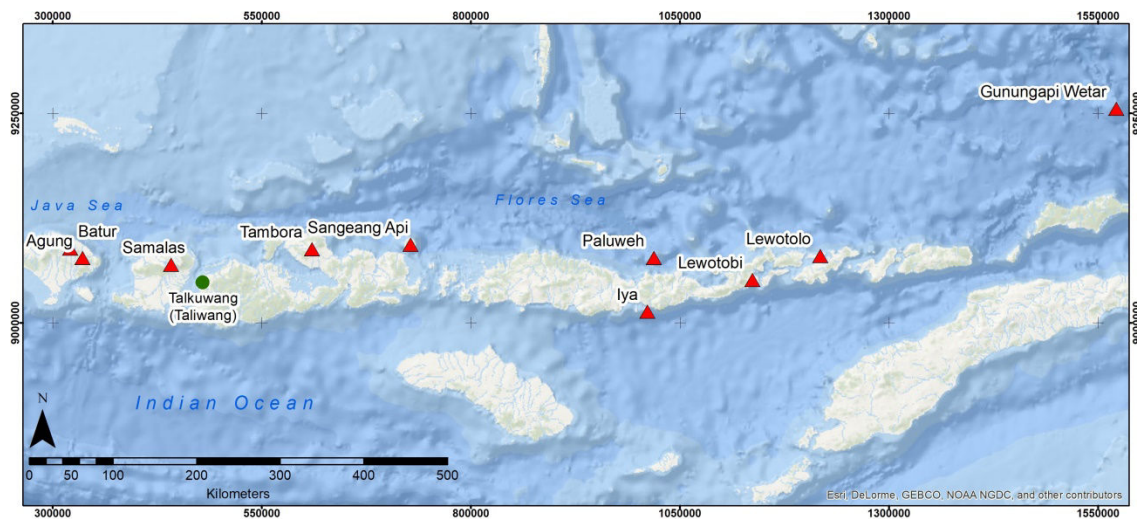 300000 550000 800000 1050000 1300000 1550000
Gunungapi Wetar
9250000
9250000
Java Sea
Flores Sea
Agung
Batur
Samalas
Tambora
Sangeang Api
Paluweh
Lewotolo
Lewotobi
Iya
Talkuwang
(Taliwang)
9000000
9000000
Indian Ocean
N
0 50 100 200 300 400 500
Kilometers
Esri, DeLorme, GEBCO, NOAA NGDC, and other contributors
300000 550000 800000 1050000 1300000 1550000